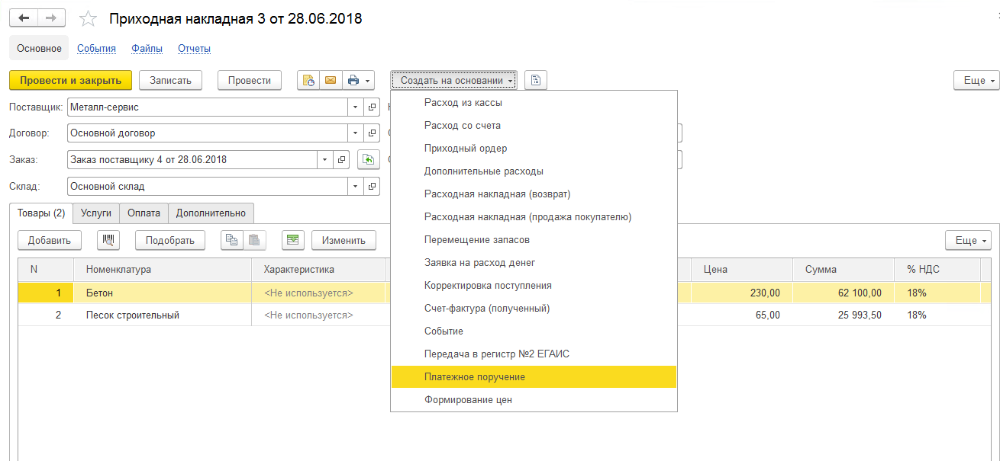 Приходная накладная 3 от 28.06.2018
Основное События Файлы Отчеты
Провести и закрыть Записать Провести Создать на основании Еще
Поставщик: Металл-сервис
Договор: Основной договор
Заказ: Заказ поставщику 4 от 28.06.2018
Склад: Основной склад
Расход из кассы
Расход со счета
Приходный ордер
Дополнительные расходы
Расходная накладная (возврат)
Расходная накладная (продажа покупателю)
Перемещение запасов
Заявка на расход денег
Корректировка поступления
Счет-фактура (полученный)
Событие
Передача в регистр №2 ЕГАИС
Платежное поручение
Формирование цен
Товары (2) Услуги Оплата Дополнительно
Добавить Подобрать Изменить Еще
N Номенклатура Характеристика Цена Сумма % НДС
1 Бетон <Не используется> 230,00 62 100,00 18%
2 Песок строительный <Не используется> 65,00 25 993,50 18%